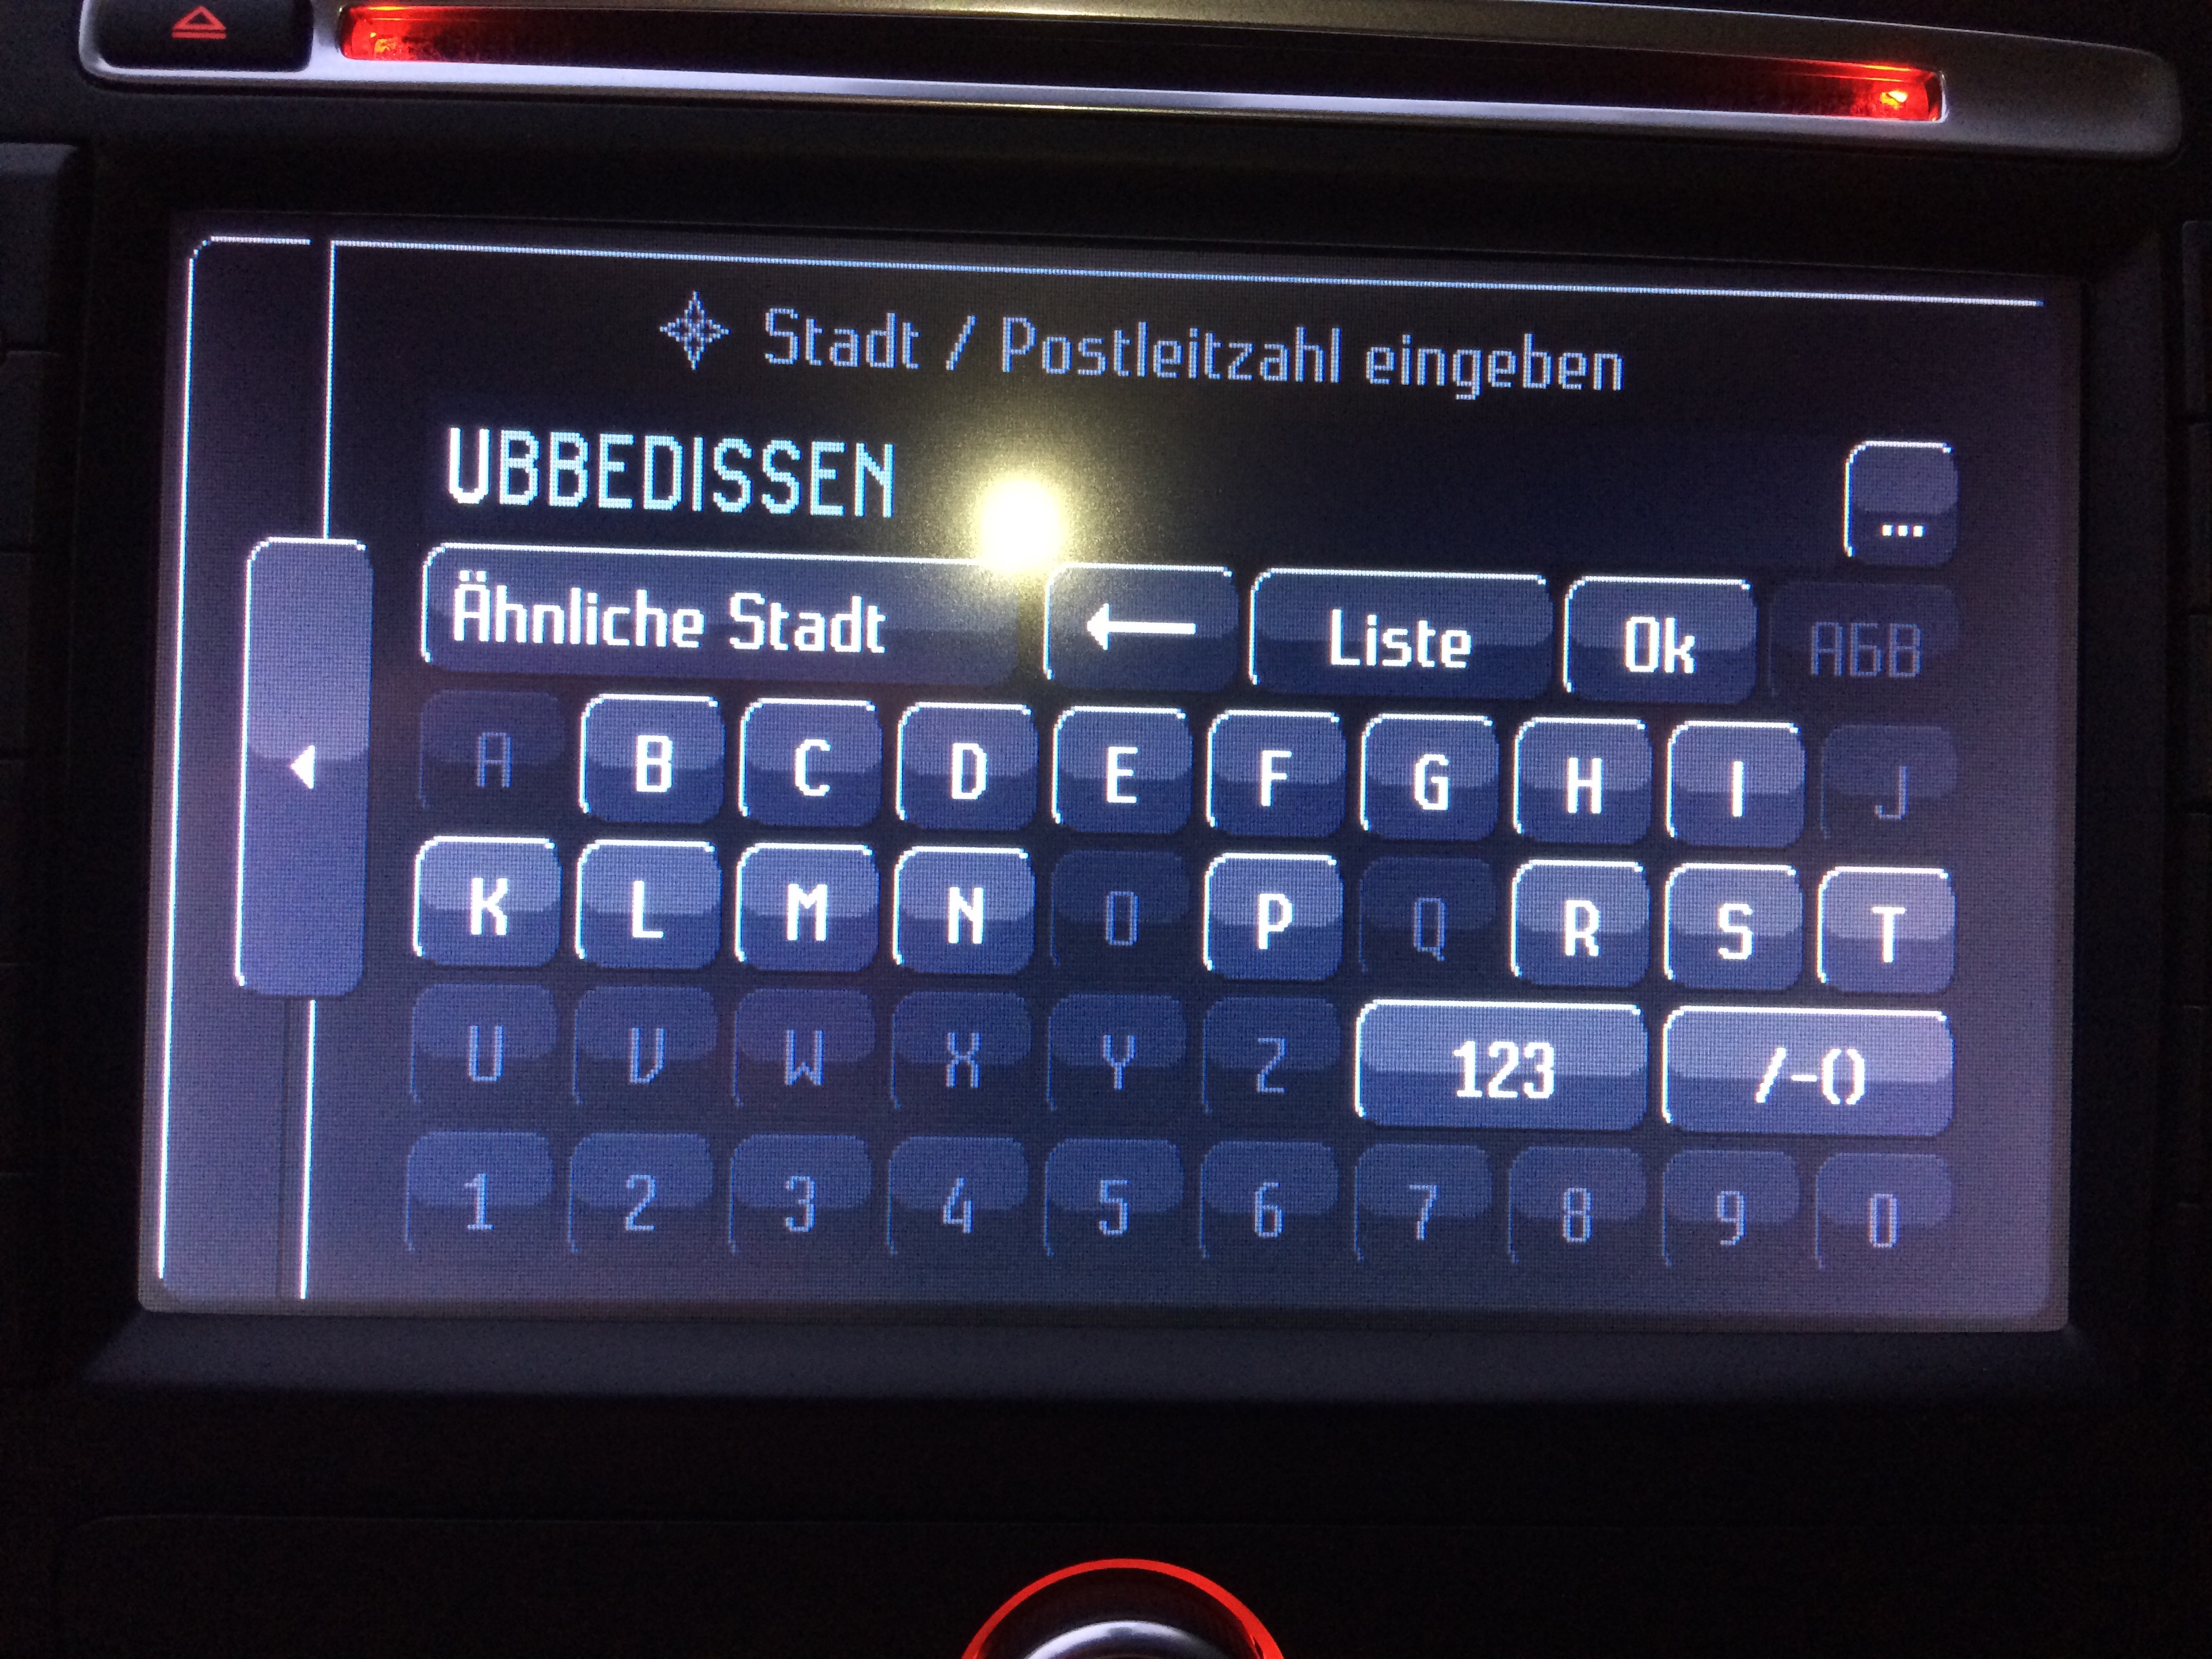 Stadt / Postleitzahl eingeben
UBBEDISSEN
...
Ähnliche Stadt ← Liste Ok АБВ
A B C D E F G H I J
K L M N O P Q R S T
U V W X Y Z 123 /-()
1 2 3 4 5 6 7 8 9 0